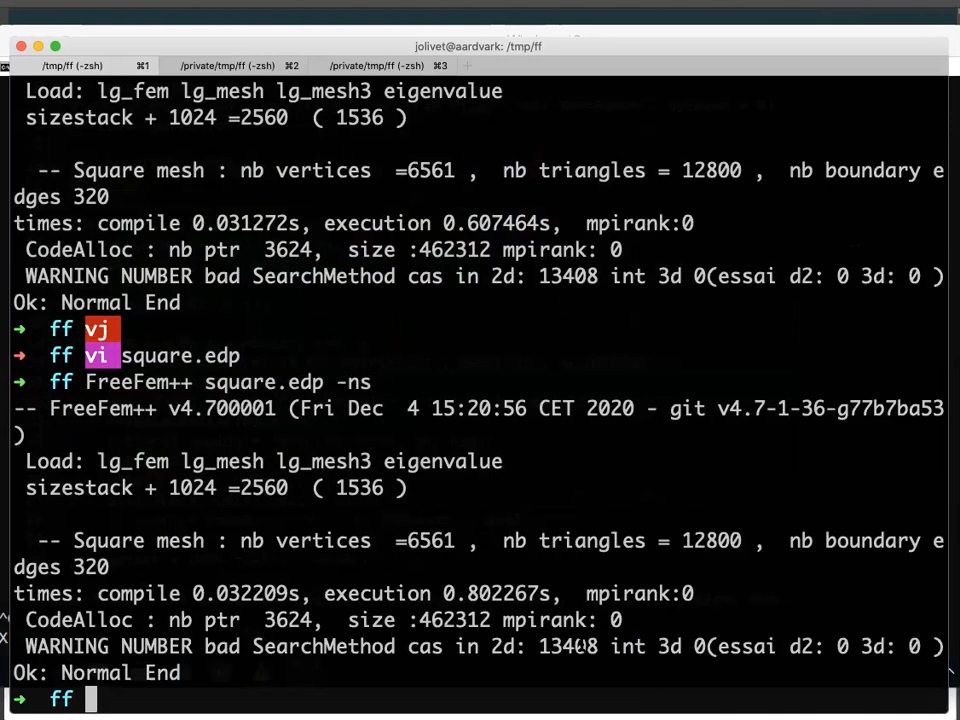 jolivet@aardvark: /tmp/ff
/tmp/ff (-zsh) ⌘1 /private/tmp/ff (-zsh) ⌘2 /private/tmp/ff (-zsh) ⌘3 +
Load: lg_fem lg_mesh lg_mesh3 eigenvalue
sizestack + 1024 =2560 ( 1536 )
-- Square mesh : nb vertices =6561 , nb triangles = 12800 , nb boundary e
dges 320
times: compile 0.031272s, execution 0.607464s, mpirank:0
CodeAlloc : nb ptr 3624, size :462312 mpirank: 0
WARNING NUMBER bad SearchMethod cas in 2d: 13408 int 3d 0(essai d2: 0 3d: 0 )
Ok: Normal End
➜ ff vj
➜ ff vi square.edp
➜ ff FreeFem++ square.edp -ns
-- FreeFem++ v4.700001 (Fri Dec 4 15:20:56 CET 2020 - git v4.7-1-36-g77b7ba53
)
Load: lg_fem lg_mesh lg_mesh3 eigenvalue
sizestack + 1024 =2560 ( 1536 )
-- Square mesh : nb vertices =6561 , nb triangles = 12800 , nb boundary e
dges 320
times: compile 0.032209s, execution 0.802267s, mpirank:0
CodeAlloc : nb ptr 3624, size :462312 mpirank: 0
WARNING NUMBER bad SearchMethod cas in 2d: 13408 int 3d 0(essai d2: 0 3d: 0 )
Ok: Normal End
➜ ff